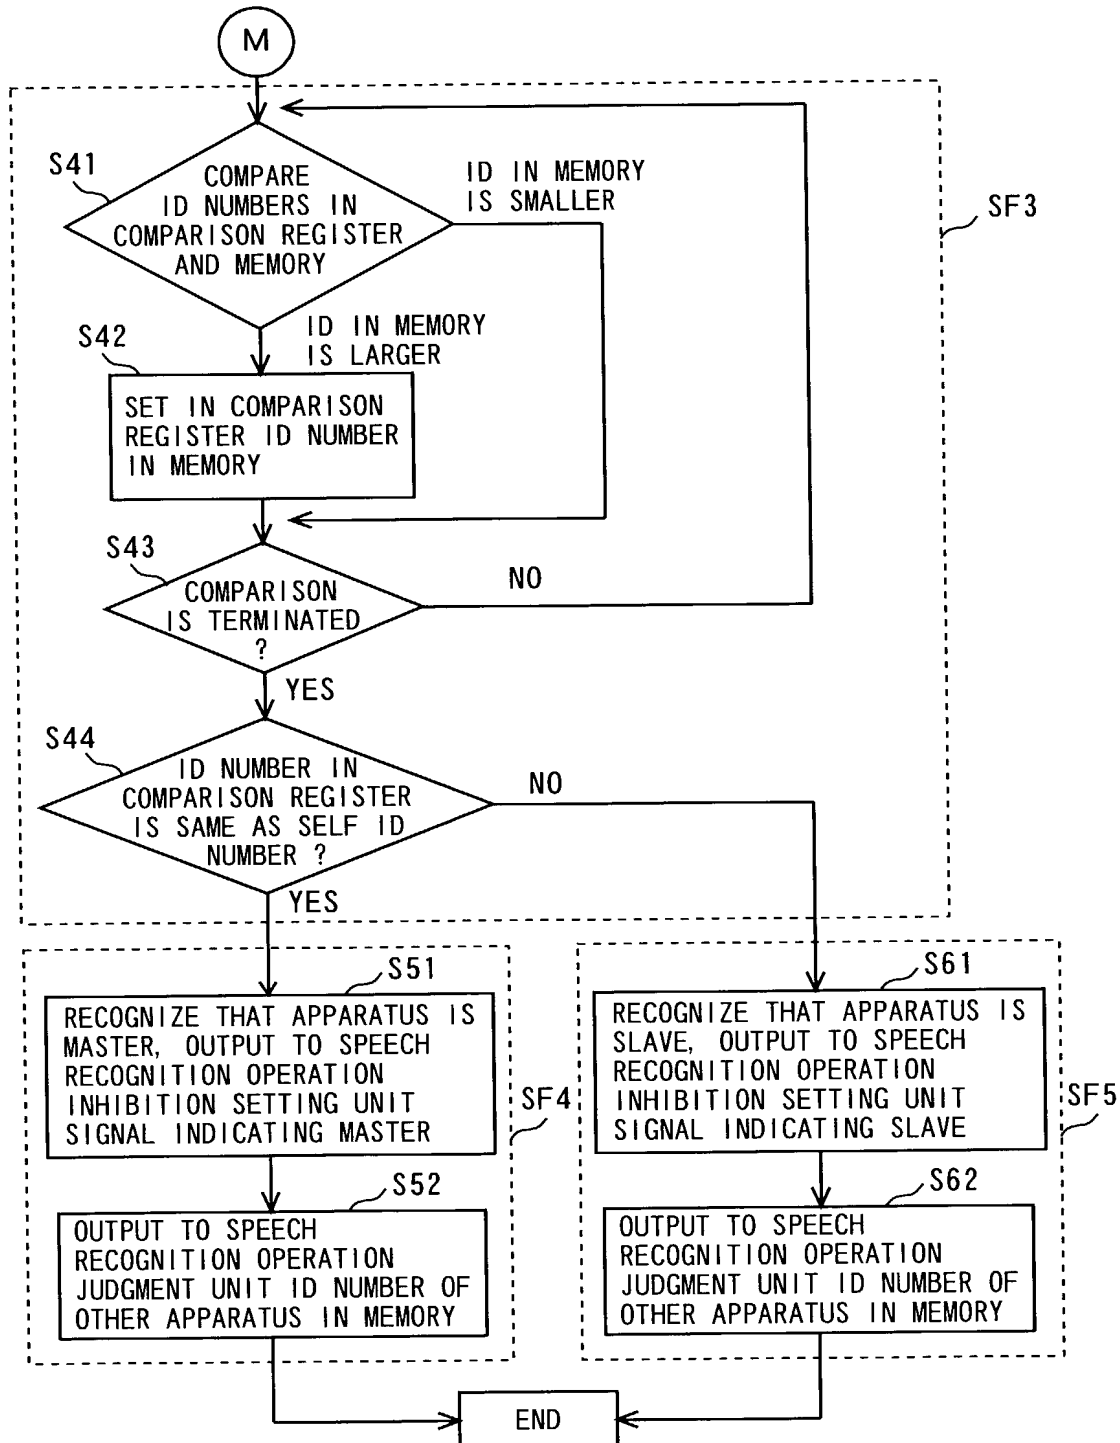 M
S41
COMPARE
ID NUMBERS IN
COMPARISON REGISTER
AND MEMORY
ID IN MEMORY
IS SMALLER
SF3
ID IN MEMORY
IS LARGER
S42
SET IN COMPARISON
REGISTER ID NUMBER
IN MEMORY
S43
COMPARISON
IS TERMINATED
?
NO
YES
S44
ID NUMBER IN
COMPARISON REGISTER
IS SAME AS SELF ID
NUMBER ?
NO
YES
S51
RECOGNIZE THAT APPARATUS IS
MASTER, OUTPUT TO SPEECH
RECOGNITION OPERATION
INHIBITION SETTING UNIT
SIGNAL INDICATING MASTER
SF4
S52
OUTPUT TO SPEECH
RECOGNITION OPERATION
JUDGMENT UNIT ID NUMBER OF
OTHER APPARATUS IN MEMORY
S61
RECOGNIZE THAT APPARATUS IS
SLAVE, OUTPUT TO SPEECH
RECOGNITION OPERATION
INHIBITION SETTING UNIT
SIGNAL INDICATING SLAVE
SF5
S62
OUTPUT TO SPEECH
RECOGNITION OPERATION
JUDGMENT UNIT ID NUMBER OF
OTHER APPARATUS IN MEMORY
END